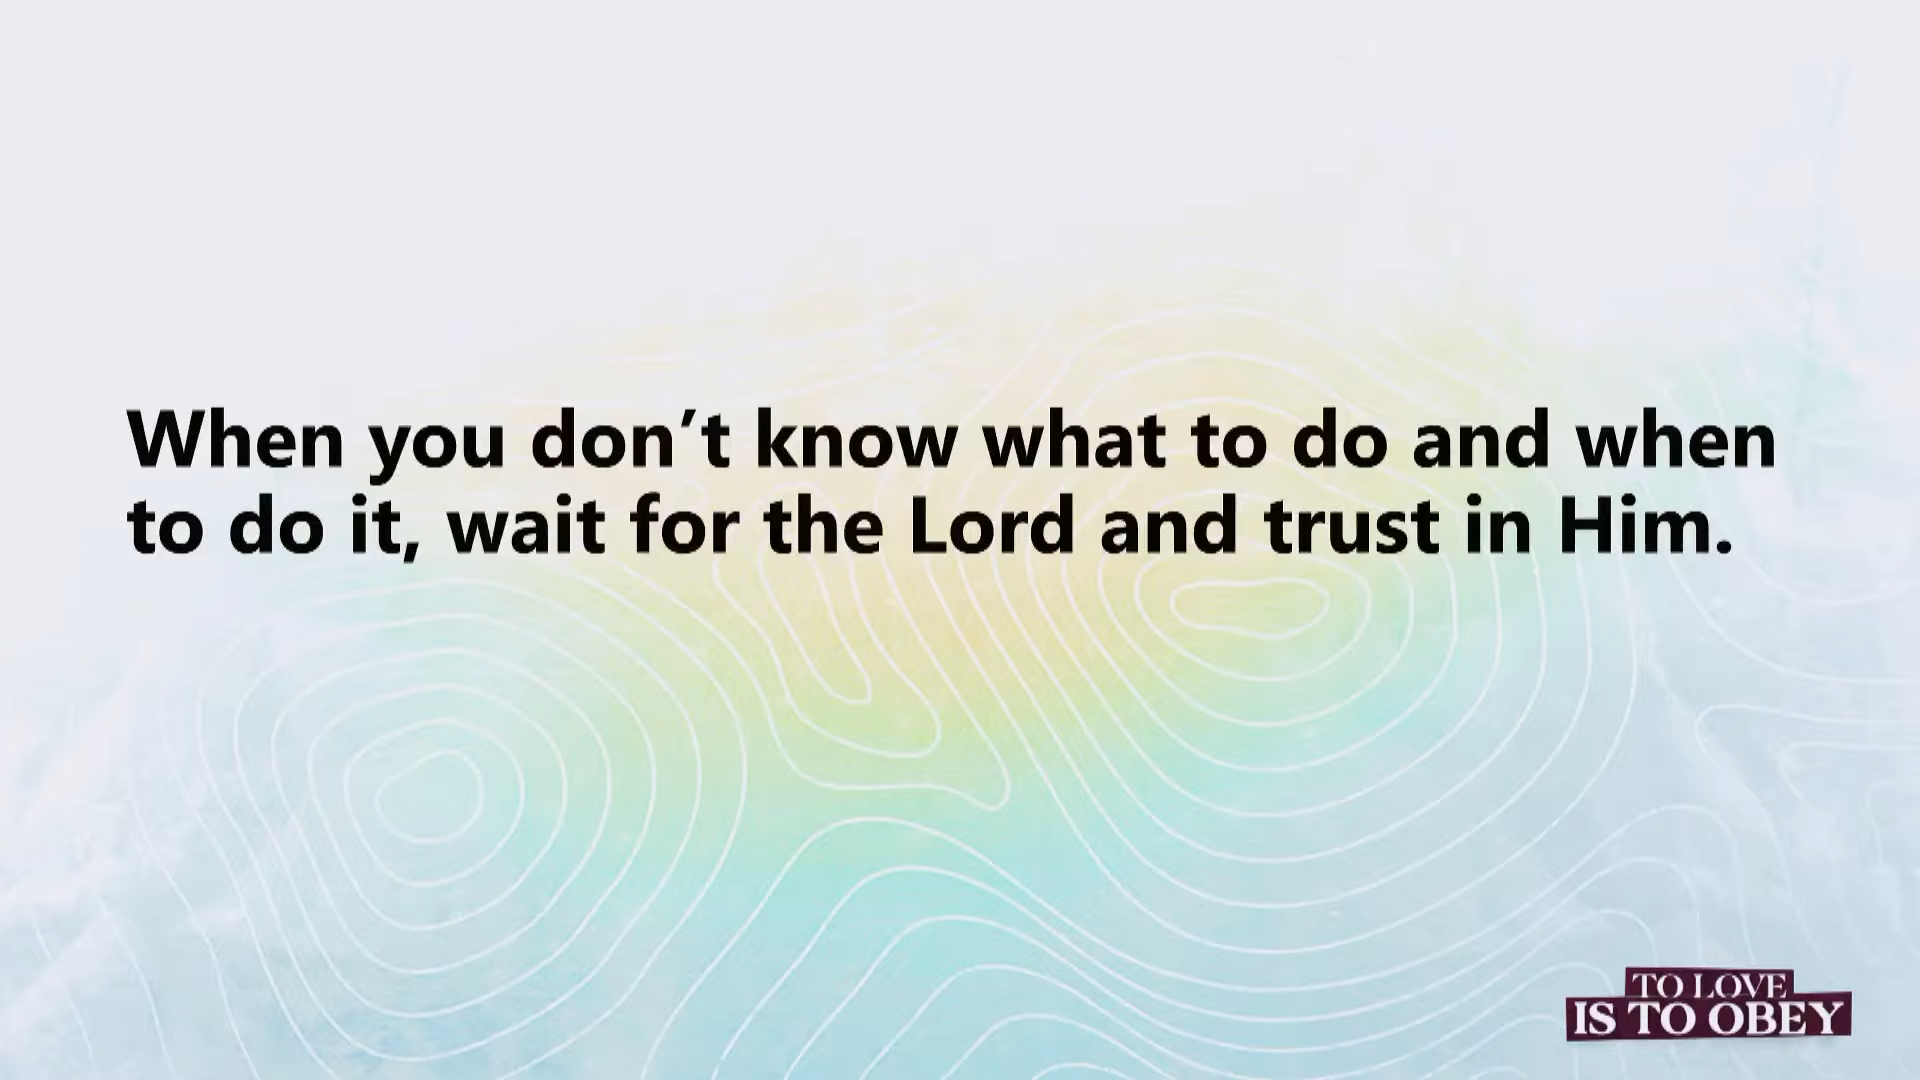 When you don’t know what to do and when
to do it, wait for the Lord and trust in Him.
TO LOVE
IS TO OBEY